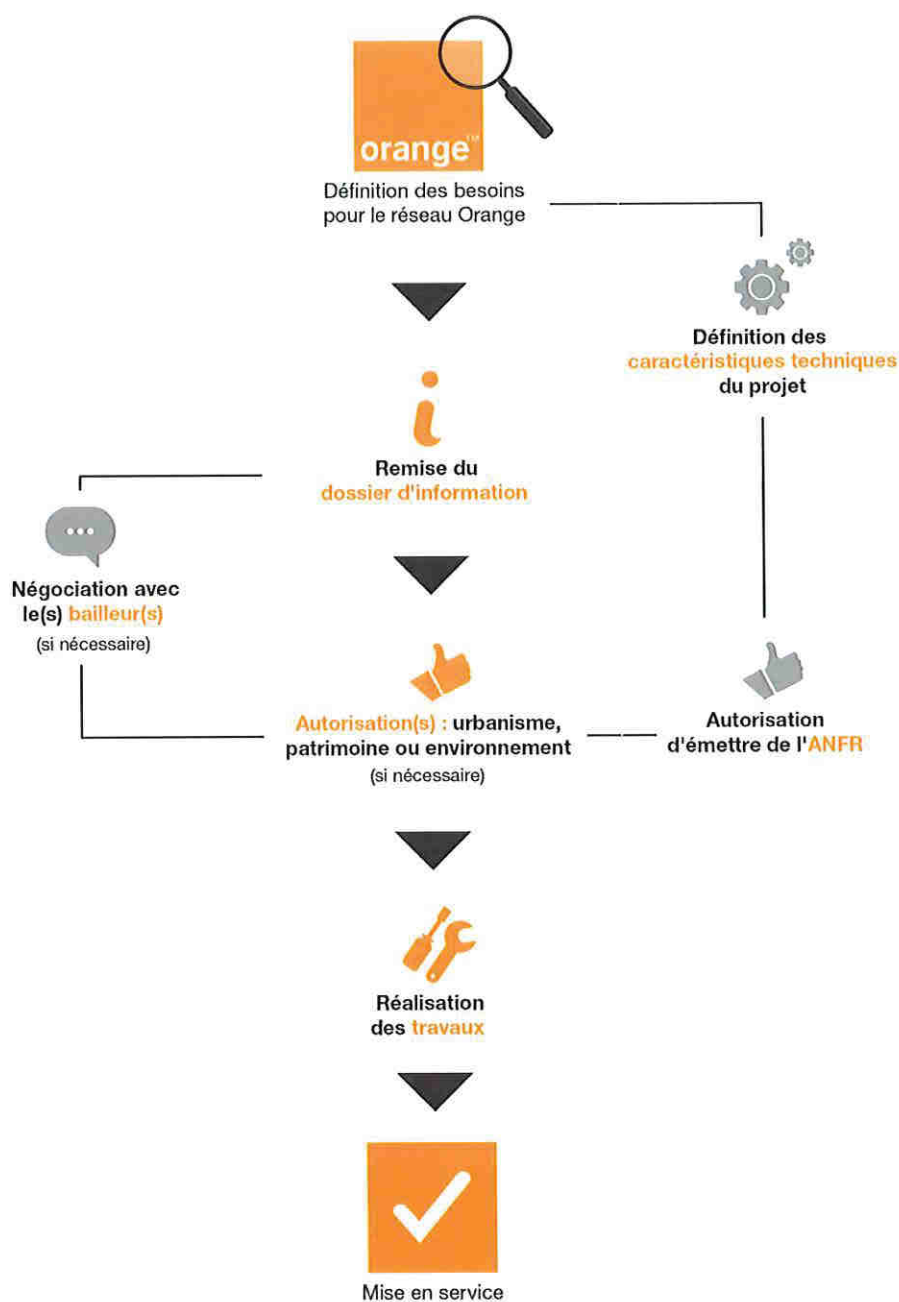 orange™
Définition des besoins
pour le réseau Orange
Définition des
caractéristiques techniques
du projet
Remise du
dossier d'information
Négociation avec
le(s) bailleur(s)
(si nécessaire)
Autorisation(s) : urbanisme,
patrimoine ou environnement
(si nécessaire)
Autorisation
d'émettre de l'ANFR
Réalisation
des travaux
Mise en service